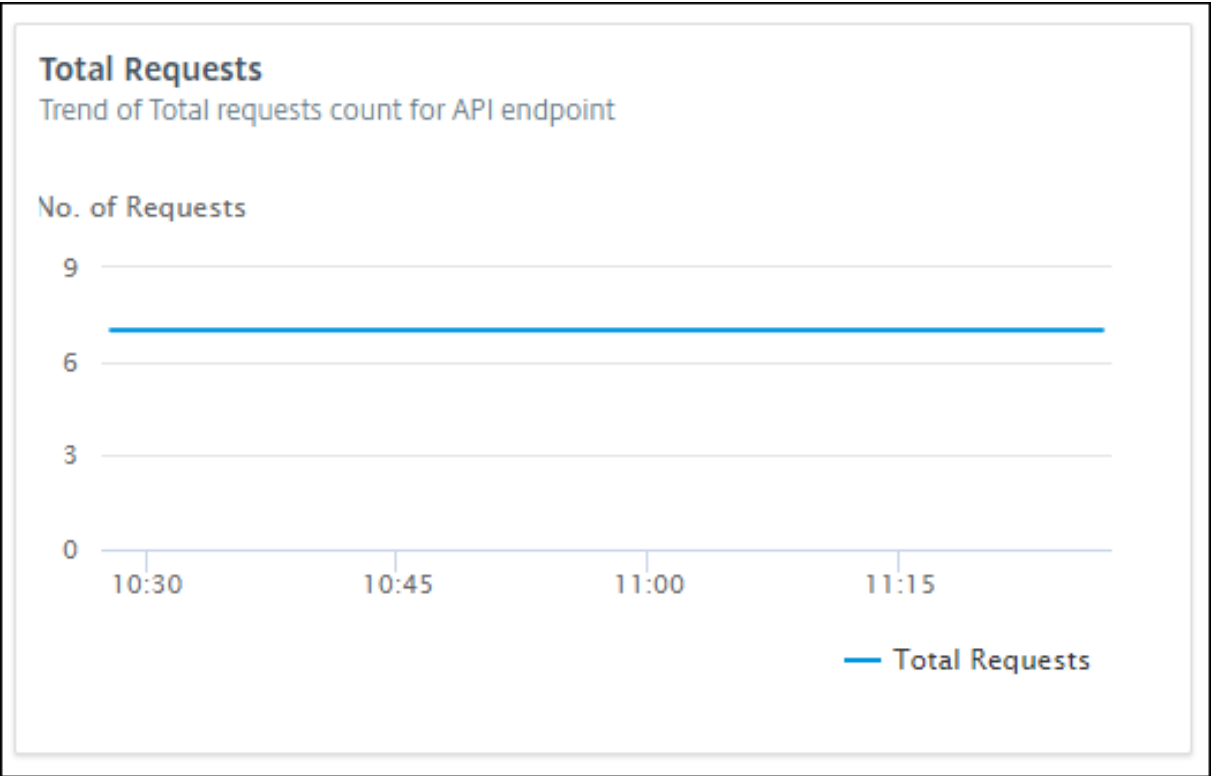 Total Requests
Trend of Total requests count for API endpoint
No. of Requests
9
6
3
0
10:30 10:45 11:00 11:15
Total Requests